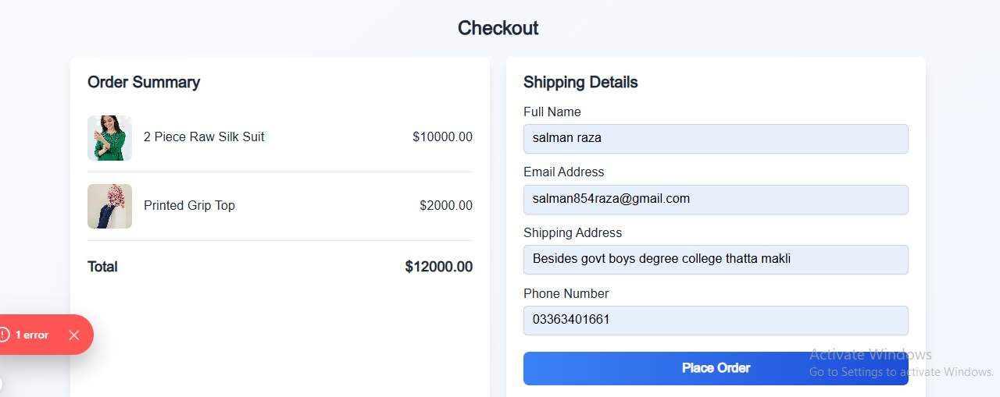 Checkout
Order Summary
2 Piece Raw Silk Suit
$10000.00
Printed Grip Top
$2000.00
Total
$12000.00
Shipping Details
Full Name
salman raza
Email Address
salman854raza@gmail.com
Shipping Address
Besides govt boys degree college thatta makli
Phone Number
03363401661
Place Order
1 error
Activate Windows
Go to Settings to activate Windows.